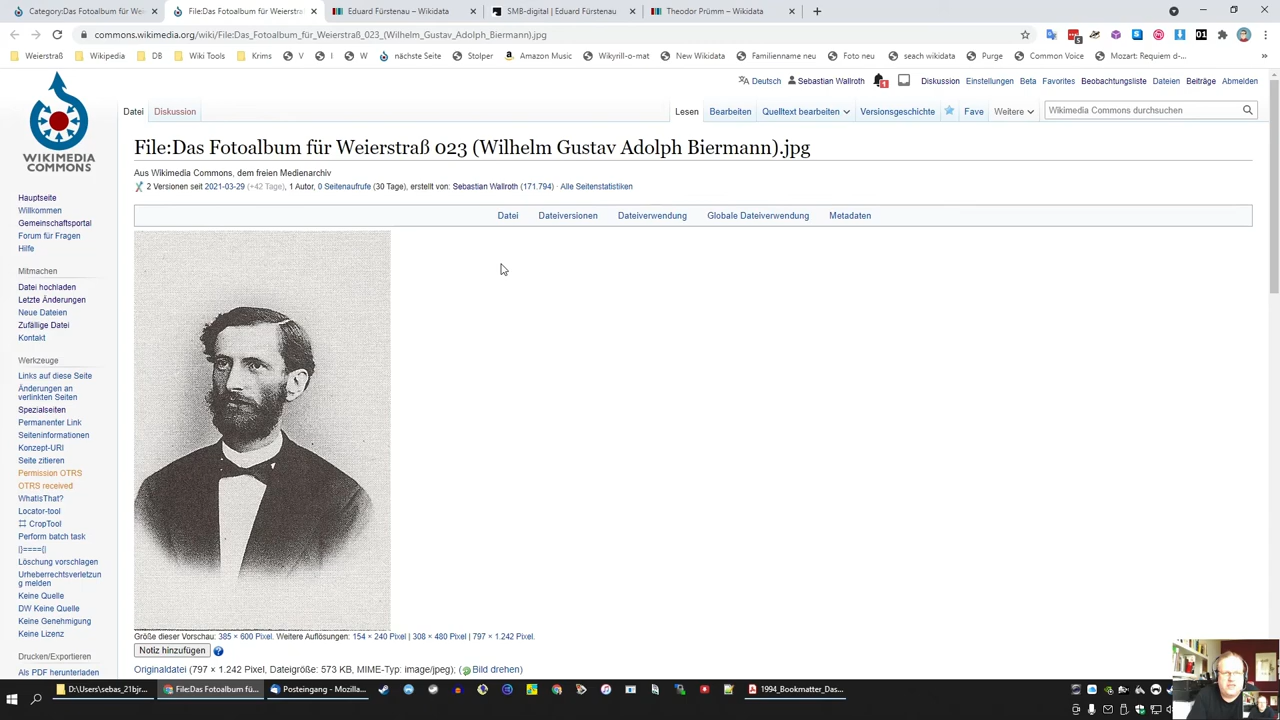 Category:Das Fotoalbum für Weiers
File:Das Fotoalbum für Weierstraß
Eduard Fürstenau – Wikidata
SMB-digital | Eduard Fürstenau
Theodor Prümm – Wikidata
commons.wikimedia.org/wiki/File:Das_Fotoalbum_für_Weierstraß_023_(Wilhelm_Gustav_Adolph_Biermann).jpg
Weierstraß Wikipedia DB Wiki Tools Krims V I W nächste Seite Stolper Amazon Music Wikyrill-o-mat New Wikidata Familienname neu Foto neu seach wikidata Purge Common Voice Mozart: Requiem d-...
Deutsch Sebastian Wallroth 1 Diskussion Einstellungen Beta Favorites Beobachtungsliste Dateien Beiträge Abmelden
Datei Diskussion Lesen Bearbeiten Quelltext bearbeiten Versionsgeschichte Fave Weitere Wikimedia Commons durchsuchen
WIKIMEDIA
COMMONS
File:Das Fotoalbum für Weierstraß 023 (Wilhelm Gustav Adolph Biermann).jpg
Aus Wikimedia Commons, dem freien Medienarchiv
2 Versionen seit 2021-03-29 (+42 Tage), 1 Autor, 0 Seitenaufrufe (30 Tage), erstellt von: Sebastian Wallroth (171.794) · Alle Seitenstatistiken
Datei Dateiversionen Dateiverwendung Globale Dateiverwendung Metadaten
Hauptseite
Willkommen
Gemeinschaftsportal
Forum für Fragen
Hilfe
Mitmachen
Datei hochladen
Letzte Änderungen
Neue Dateien
Zufällige Datei
Kontakt
Werkzeuge
Links auf diese Seite
Änderungen an
verlinkten Seiten
Spezialseiten
Permanenter Link
Seiteninformationen
Konzept-URI
Seite zitieren
Permission OTRS
OTRS received
WhatIsThat?
Locator-tool
CropTool
Perform batch task
|}===={|
Löschung vorschlagen
Urheberrechtsverletzun
g melden
Keine Quelle
DW Keine Quelle
Keine Genehmigung
Keine Lizenz
Drucken/Exportieren
Als PDF herunterladen
Größe dieser Vorschau: 385 × 600 Pixel. Weitere Auflösungen: 154 × 240 Pixel | 308 × 480 Pixel | 797 × 1.242 Pixel.
Notiz hinzufügen
Originaldatei (797 × 1.242 Pixel, Dateigröße: 573 KB, MIME-Typ: image/jpeg); (Bild drehen)
D:\Users\sebas_21bjr... File:Das Fotoalbum fü... Posteingang - Mozilla... 1994_Bookmatter_Das...